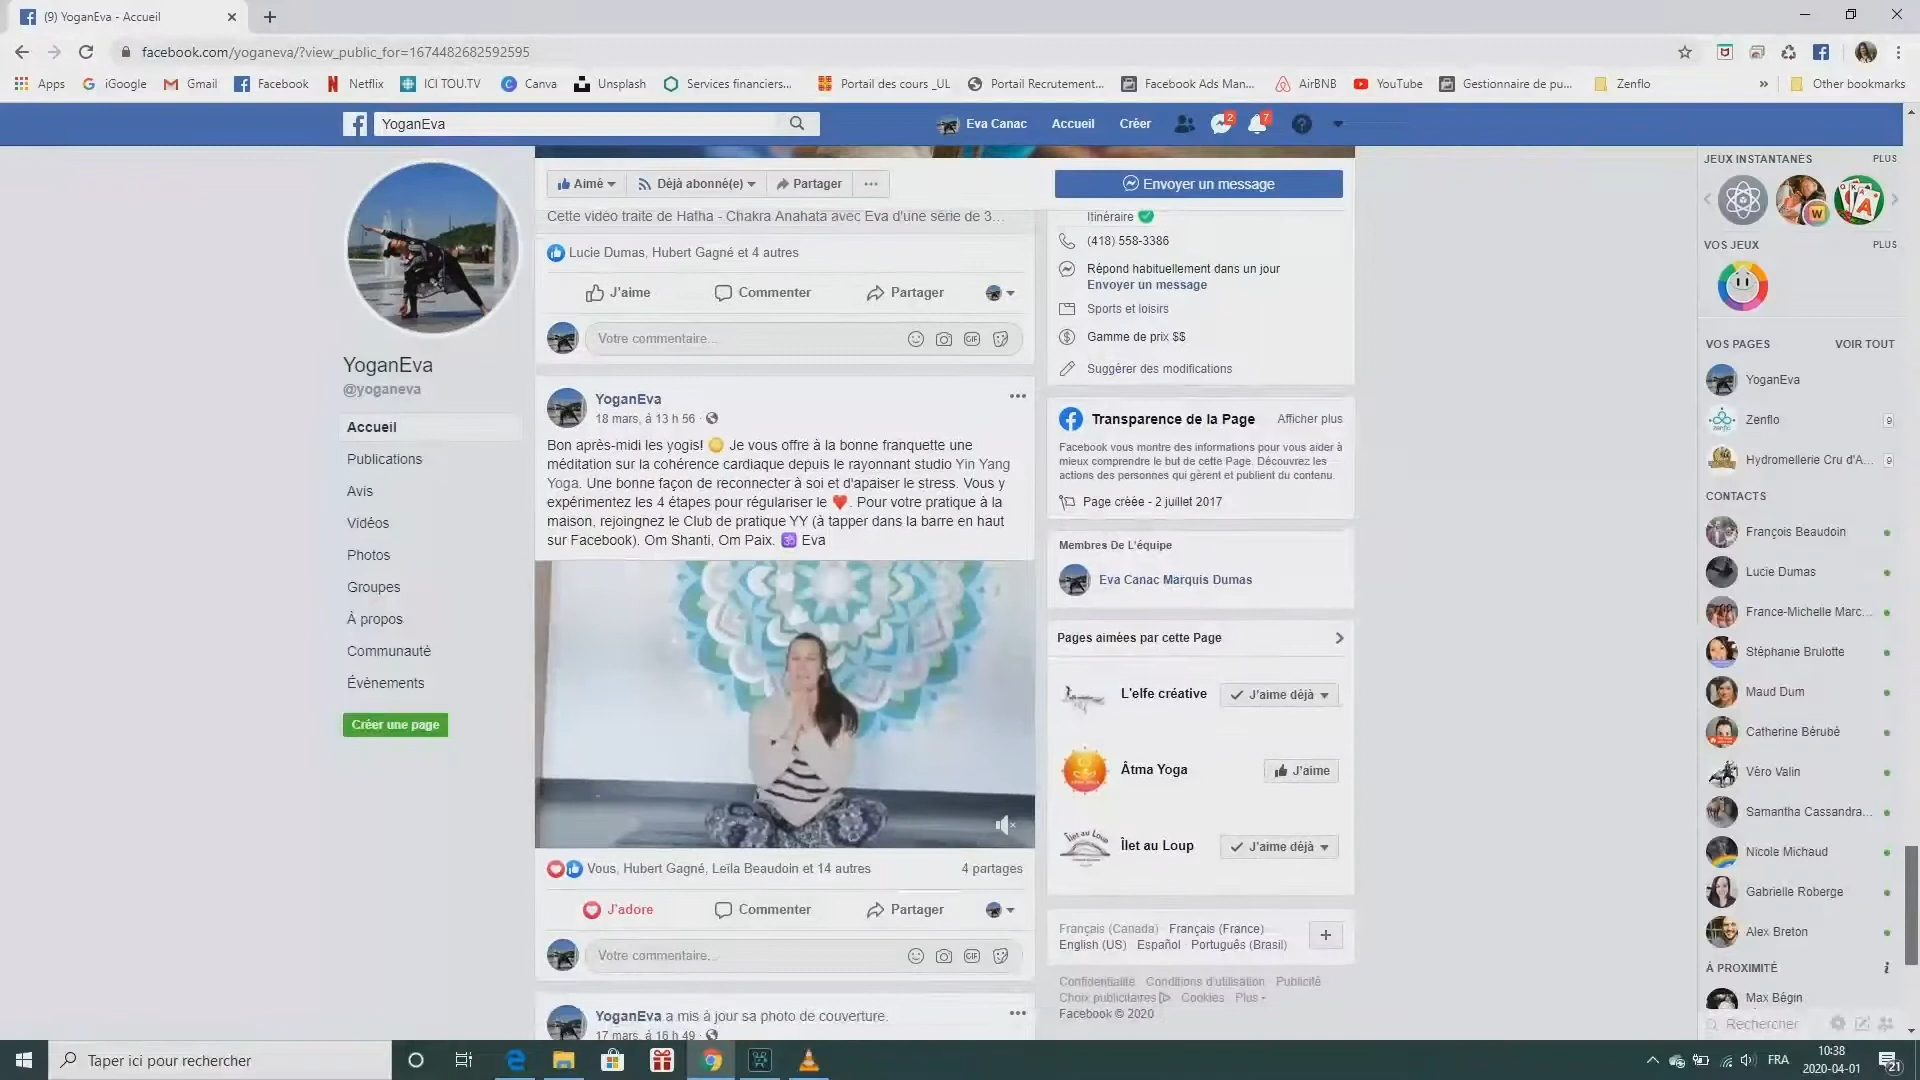 (9) YoganEva - Accueil
facebook.com/yoganeva/?view_public_for=1674482682592595
Apps iGoogle Gmail Facebook Netflix ICI TOU.TV Canva Unsplash Services financiers... Portail des cours _UL Portail Recrutement... Facebook Ads Man... AirBNB YouTube Gestionnaire de pu... Zenflo » Other bookmarks
YoganEva
Eva Canac Accueil Créer 2 7
YoganEva
@yoganeva
Accueil
Publications
Avis
Vidéos
Photos
Groupes
À propos
Communauté
Évènements
Créer une page
Aimé Déjà abonné(e) Partager ...
Envoyer un message
Cette vidéo traite de Hatha - Chakra Anahata avec Eva d'une série de 3...
Lucie Dumas, Hubert Gagné et 4 autres
J'aime Commenter Partager
Votre commentaire... GIF
YoganEva
18 mars, à 13 h 56 ·
Bon après-midi les yogis! Je vous offre à la bonne franquette une
méditation sur la cohérence cardiaque depuis le rayonnant studio Yin Yang
Yoga. Une bonne façon de reconnecter à soi et d'apaiser le stress. Vous y
expérimentez les 4 étapes pour régulariser le ❤️. Pour votre pratique à la
maison, rejoingnez le Club de pratique YY (à tapper dans la barre en haut
sur Facebook). Om Shanti, Om Paix. 🕉 Eva
Vous, Hubert Gagné, Leïla Beaudoin et 14 autres 4 partages
J'adore Commenter Partager
Votre commentaire... GIF
YoganEva a mis à jour sa photo de couverture.
17 mars, à 16 h 49 ·
Itinéraire
(418) 558-3386
Répond habituellement dans un jour
Envoyer un message
Sports et loisirs
Gamme de prix $$
Suggérer des modifications
Transparence de la Page Afficher plus
Facebook vous montre des informations pour vous aider à
mieux comprendre le but de cette Page. Découvrez les
actions des personnes qui gèrent et publient du contenu.
Page créée - 2 juillet 2017
Membres De L'équipe
Eva Canac Marquis Dumas
Pages aimées par cette Page
L'elfe créative J'aime déjà
Âtma Yoga J'aime
Îlet au Loup J'aime déjà
Français (Canada) · Français (France) ·
English (US) · Español · Português (Brasil)
Confidentialité · Conditions d'utilisation · Publicité ·
Choix publicitaires · Cookies · Plus
Facebook © 2020
JEUX INSTANTANÉS PLUS
VOS JEUX PLUS
VOS PAGES VOIR TOUT
YoganEva
Zenflo 9
Hydromellerie Cru d'A... 9
CONTACTS
François Beaudoin
Lucie Dumas
France-Michelle Marc...
Stéphanie Brulotte
Maud Dum
Catherine Bérubé
Véro Valin
Samantha Cassandra...
Nicole Michaud
Gabrielle Roberge
Alex Breton
À PROXIMITÉ
Max Bégin
Rechercher
Taper ici pour rechercher
FRA 10:38
2020-04-01
21